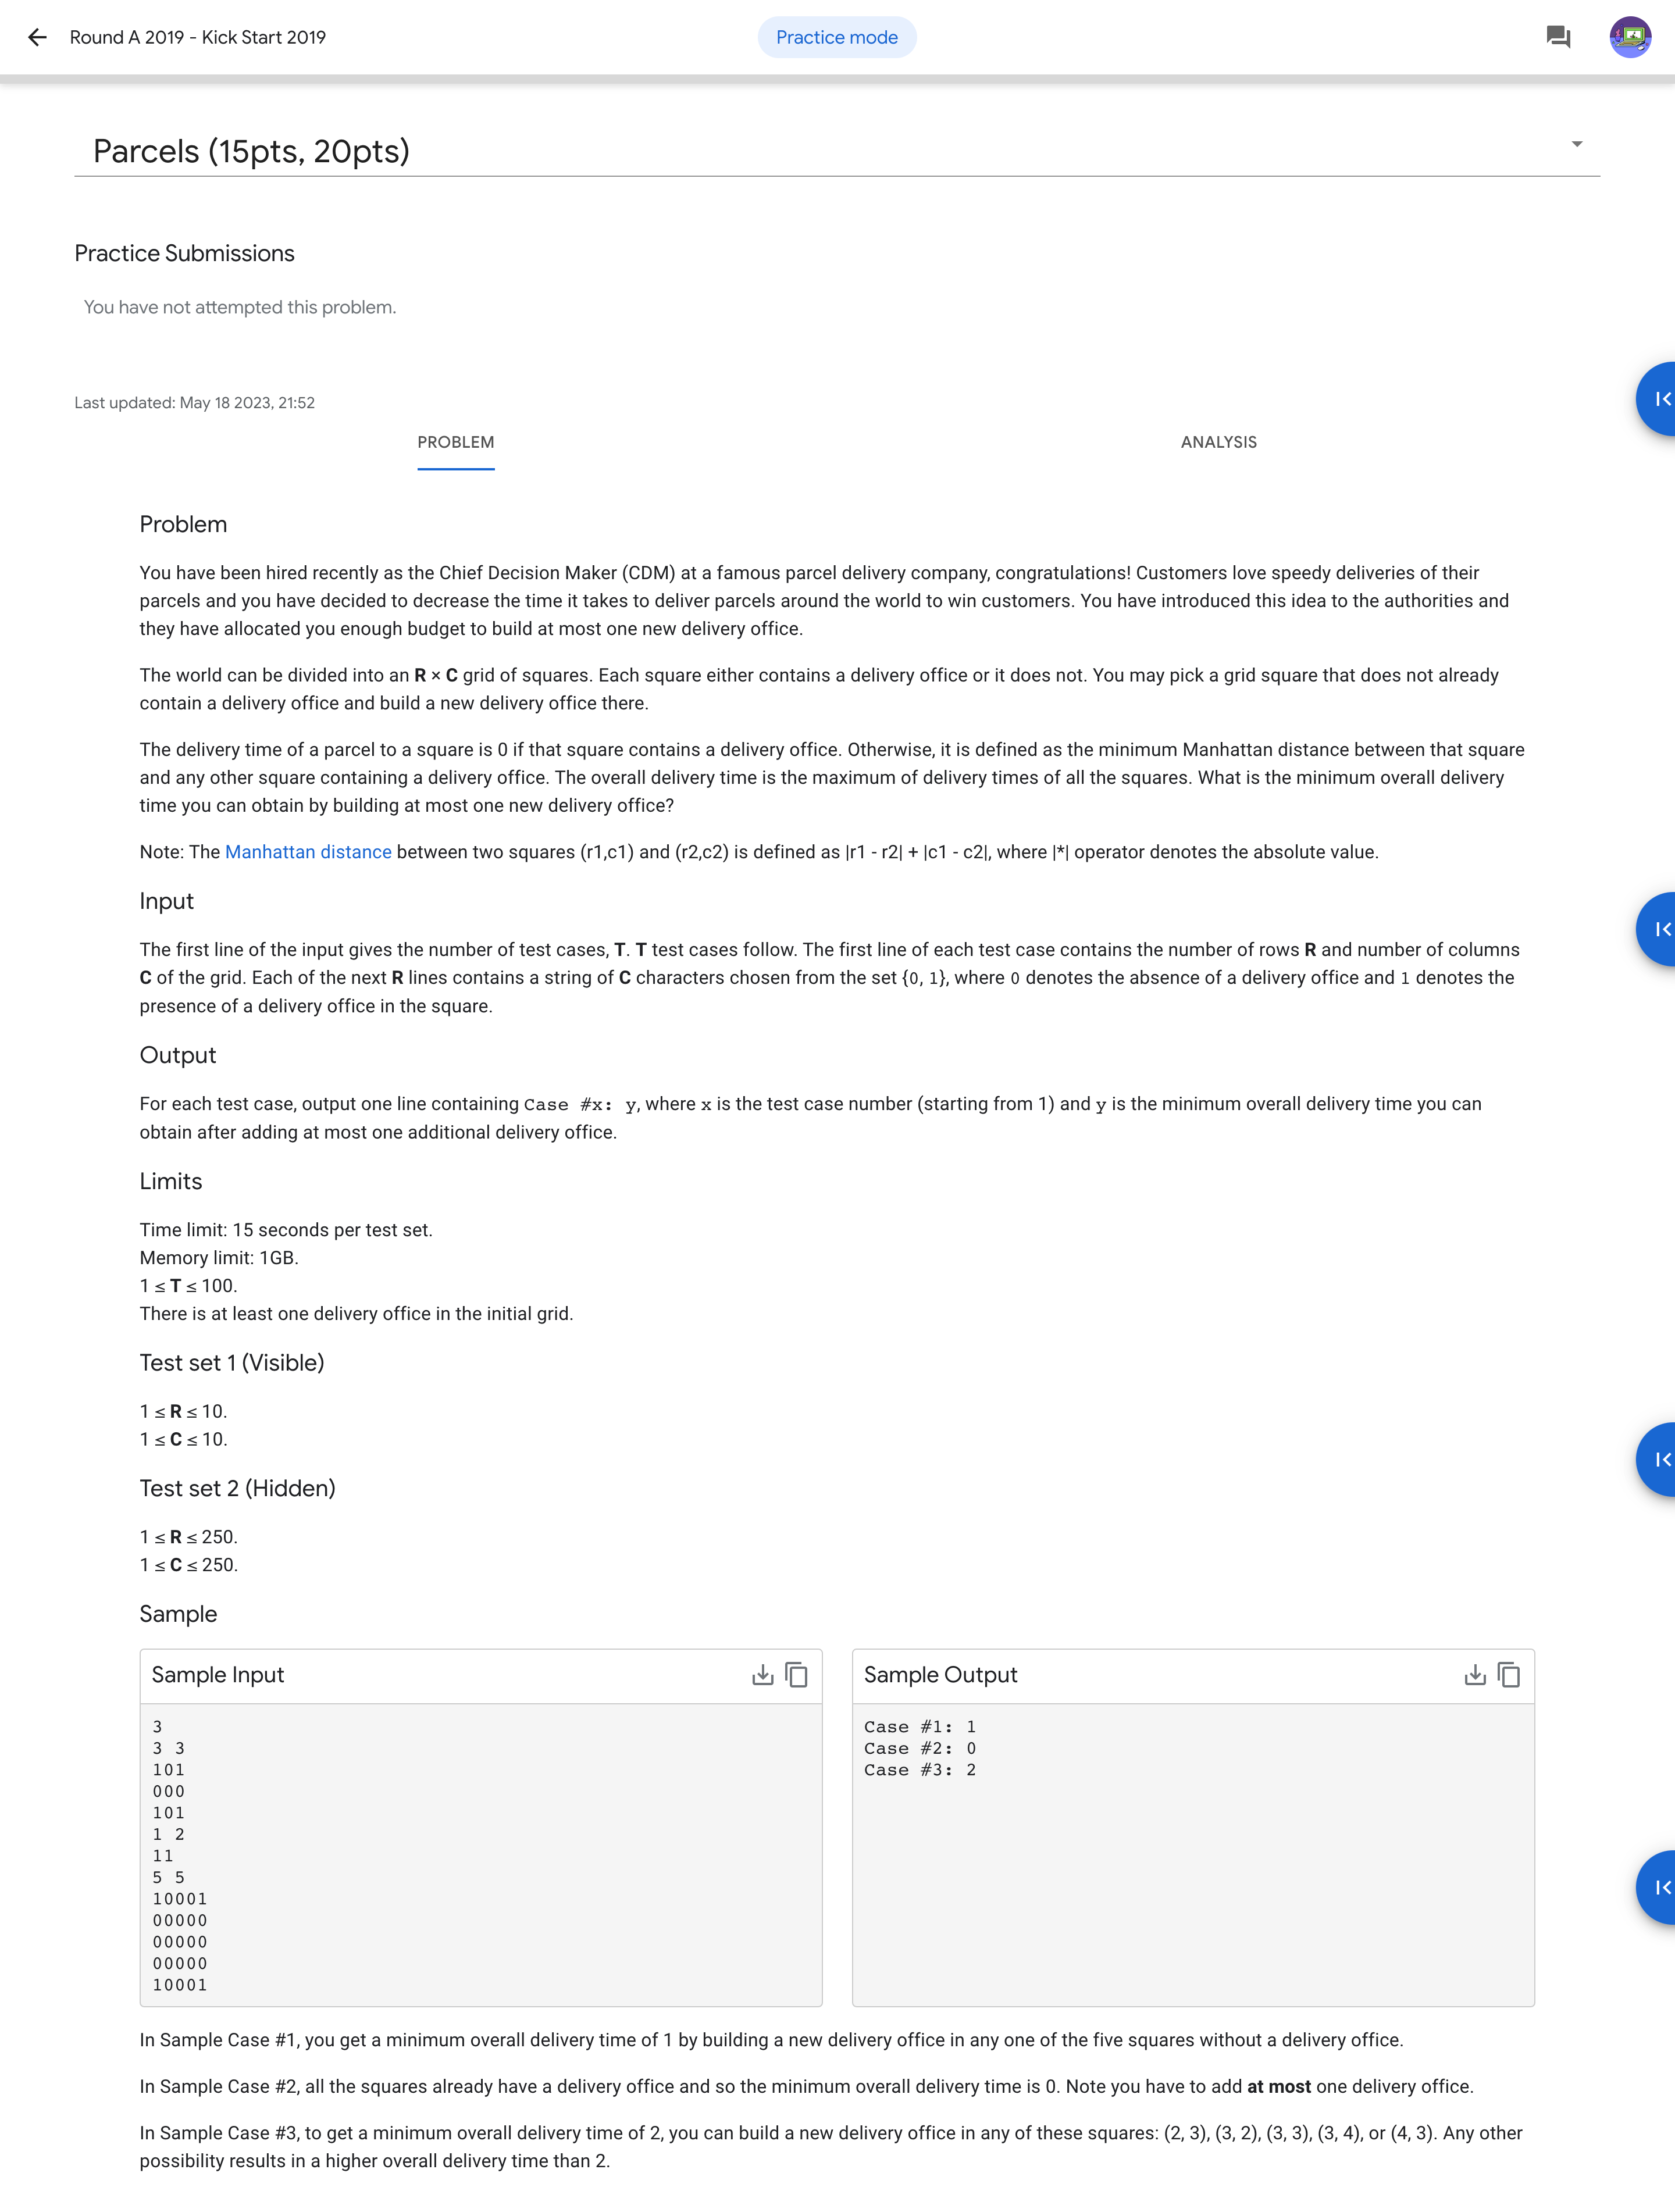 Round A 2019 - Kick Start 2019
Practice mode
Parcels (15pts, 20pts)
Practice Submissions
You have not attempted this problem.
Last updated: May 18 2023, 21:52
PROBLEM
ANALYSIS
Problem
You have been hired recently as the Chief Decision Maker (CDM) at a famous parcel delivery company, congratulations! Customers love speedy deliveries of their
parcels and you have decided to decrease the time it takes to deliver parcels around the world to win customers. You have introduced this idea to the authorities and
they have allocated you enough budget to build at most one new delivery office.
The world can be divided into an R × C grid of squares. Each square either contains a delivery office or it does not. You may pick a grid square that does not already
contain a delivery office and build a new delivery office there.
The delivery time of a parcel to a square is 0 if that square contains a delivery office. Otherwise, it is defined as the minimum Manhattan distance between that square
and any other square containing a delivery office. The overall delivery time is the maximum of delivery times of all the squares. What is the minimum overall delivery
time you can obtain by building at most one new delivery office?
Note: The Manhattan distance between two squares (r1,c1) and (r2,c2) is defined as |r1 - r2| + |c1 - c2|, where |*| operator denotes the absolute value.
Input
The first line of the input gives the number of test cases, T. T test cases follow. The first line of each test case contains the number of rows R and number of columns
C of the grid. Each of the next R lines contains a string of C characters chosen from the set {0, 1}, where 0 denotes the absence of a delivery office and 1 denotes the
presence of a delivery office in the square.
Output
For each test case, output one line containing Case #x: y, where x is the test case number (starting from 1) and y is the minimum overall delivery time you can
obtain after adding at most one additional delivery office.
Limits
Time limit: 15 seconds per test set.
Memory limit: 1GB.
1 ≤ T ≤ 100.
There is at least one delivery office in the initial grid.
Test set 1 (Visible)
1 ≤ R ≤ 10.
1 ≤ C ≤ 10.
Test set 2 (Hidden)
1 ≤ R ≤ 250.
1 ≤ C ≤ 250.
Sample
Sample Input
3
3 3
101
000
101
1 2
11
5 5
10001
00000
00000
00000
10001
Sample Output
Case #1: 1
Case #2: 0
Case #3: 2
In Sample Case #1, you get a minimum overall delivery time of 1 by building a new delivery office in any one of the five squares without a delivery office.
In Sample Case #2, all the squares already have a delivery office and so the minimum overall delivery time is 0. Note you have to add at most one delivery office.
In Sample Case #3, to get a minimum overall delivery time of 2, you can build a new delivery office in any of these squares: (2, 3), (3, 2), (3, 3), (3, 4), or (4, 3). Any other
possibility results in a higher overall delivery time than 2.